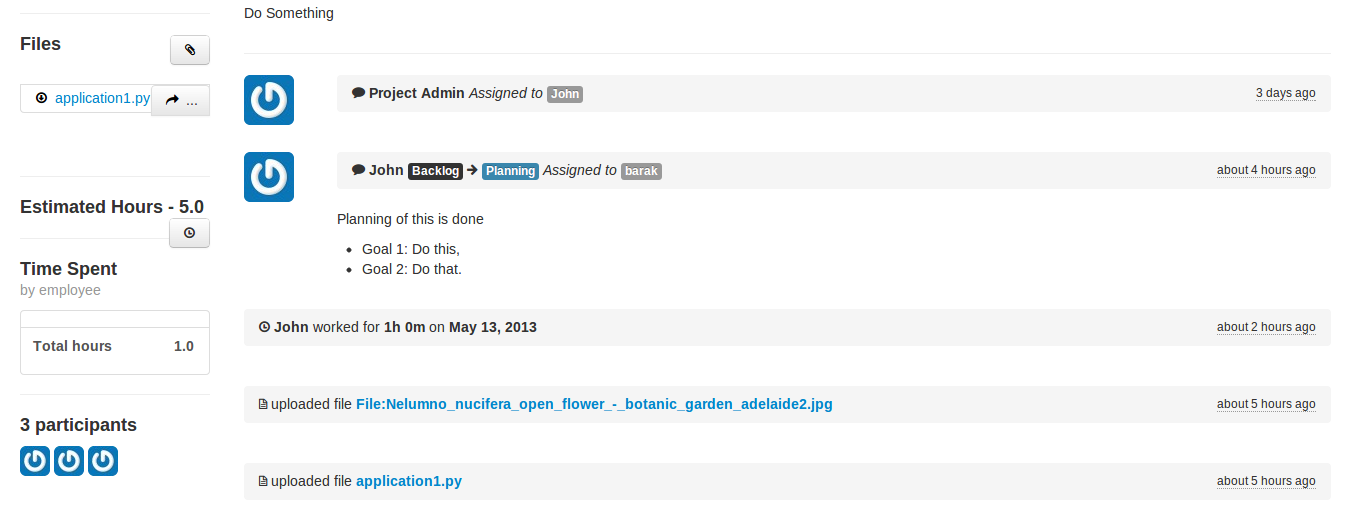 Files
application1.py ...
Estimated Hours - 5.0
Time Spent
by employee
Total hours 1.0
3 participants
Do Something
Project Admin Assigned to John 3 days ago
John Backlog Planning Assigned to barak about 4 hours ago
Planning of this is done
Goal 1: Do this,
Goal 2: Do that.
John worked for 1h 0m on May 13, 2013 about 2 hours ago
uploaded file File:Nelumno_nucifera_open_flower_-_botanic_garden_adelaide2.jpg about 5 hours ago
uploaded file application1.py about 5 hours ago